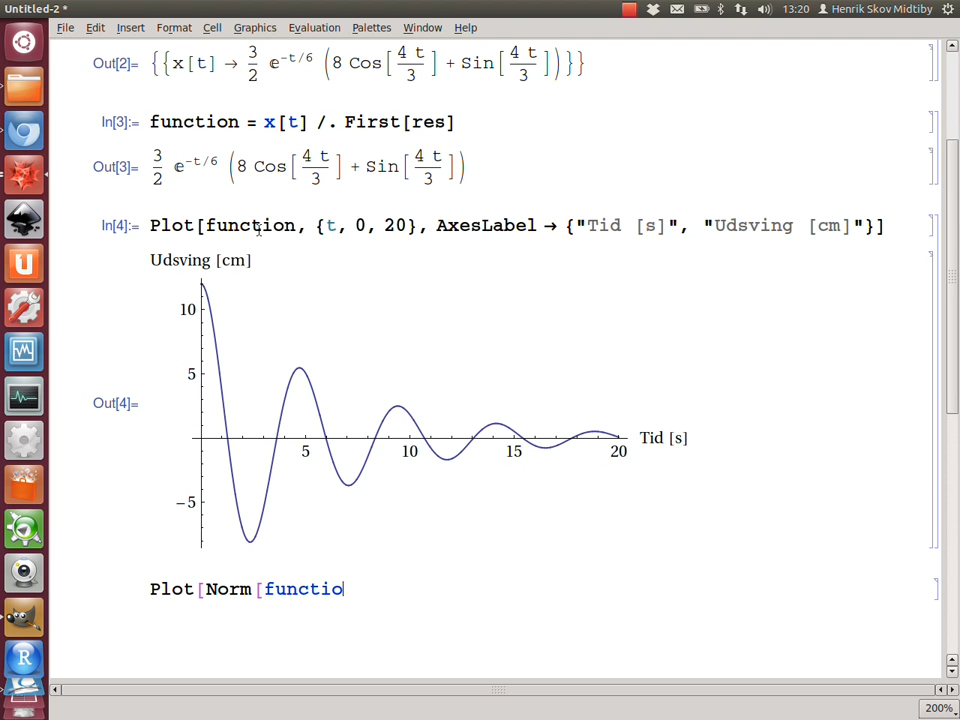 Untitled-2 *
13:20 Henrik Skov Midtiby
File Edit Insert Format Cell Graphics Evaluation Palettes Window Help
Out[2]= {{x[t] → 3/2 ⅇ^-t/6 (8 Cos[4 t/3] + Sin[4 t/3])}}
In[3]:= function = x[t] /. First[res]
Out[3]= 3/2 ⅇ^-t/6 (8 Cos[4 t/3] + Sin[4 t/3])
In[4]:= Plot[function, {t, 0, 20}, AxesLabel → {"Tid [s]", "Udsving [cm]"}]
Udsving [cm]
10
5
Out[4]=
Tid [s]
5 10 15 20
-5
Plot[Norm[functio
U
R
200%